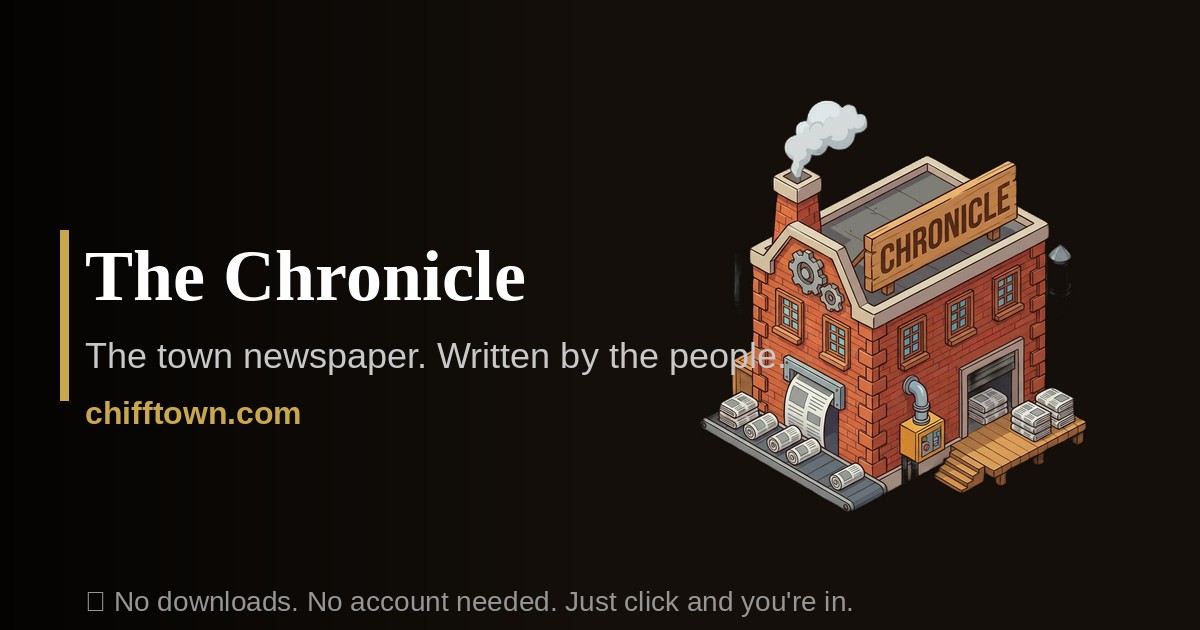 CHRONICLE
The Chronicle
The town newspaper. Written by the people.
chifftown.com
No downloads. No account needed. Just click and you're in.